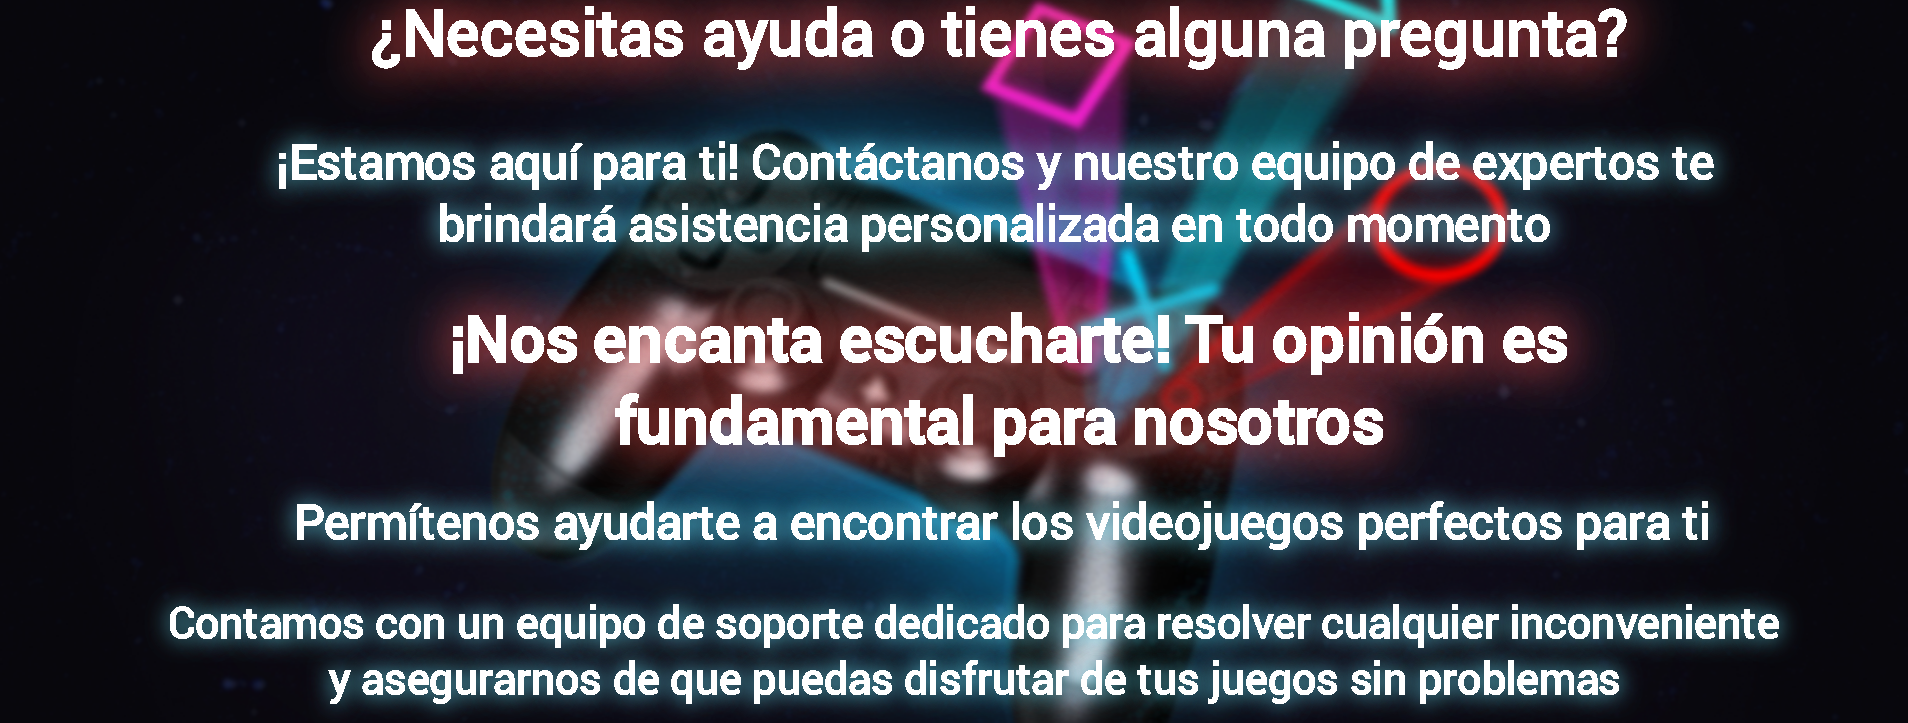 ¿Necesitas ayuda o tienes alguna pregunta?
¡Estamos aquí para ti! Contáctanos y nuestro equipo de expertos te
brindará asistencia personalizada en todo momento
¡Nos encanta escucharte! Tu opinión es
fundamental para nosotros
Permítenos ayudarte a encontrar los videojuegos perfectos para ti
Contamos con un equipo de soporte dedicado para resolver cualquier inconveniente
y asegurarnos de que puedas disfrutar de tus juegos sin problemas